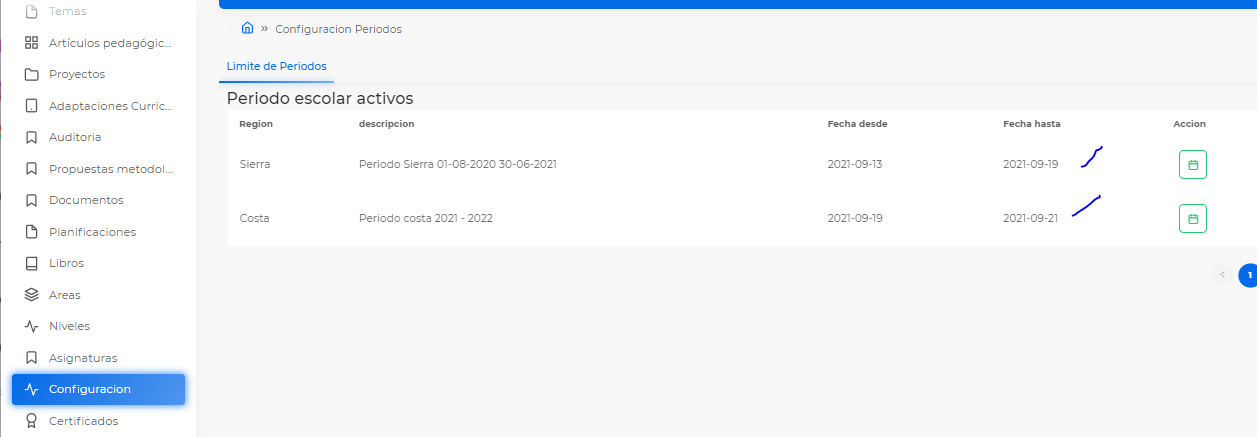 Temas
Artículos pedagógic...
Proyectos
Adaptaciones Curric...
Auditoria
Propuestas metodol...
Documentos
Planificaciones
Libros
Areas
Niveles
Asignaturas
Configuracion
Certificados
» Configuracion Periodos
Limite de Periodos
Periodo escolar activos
Region descripcion Fecha desde Fecha hasta Accion
Sierra Periodo Sierra 01-08-2020 30-06-2021 2021-09-13 2021-09-19
Costa Periodo costa 2021 - 2022 2021-09-19 2021-09-21
1